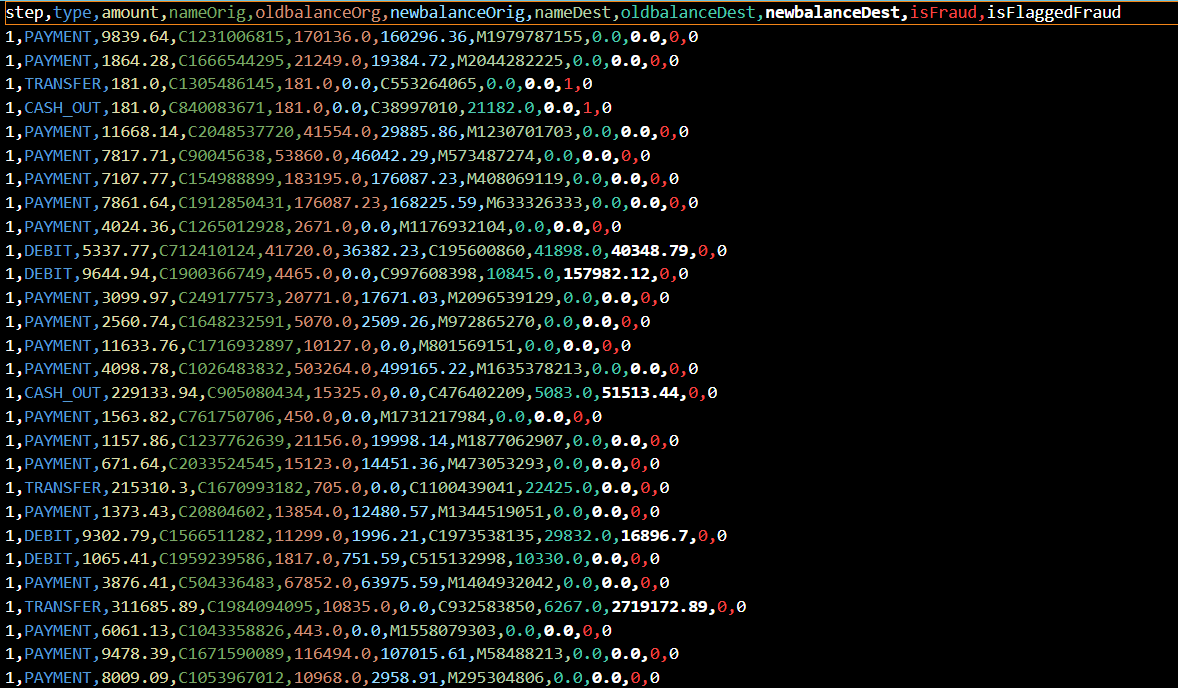 step,type,amount,nameOrig,oldbalanceOrg,newbalanceOrig,nameDest,oldbalanceDest,newbalanceDest,isFraud,isFlaggedFraud
1,PAYMENT,9839.64,C1231006815,170136.0,160296.36,M1979787155,0.0,0.0,0,0
1,PAYMENT,1864.28,C1666544295,21249.0,19384.72,M2044282225,0.0,0.0,0,0
1,TRANSFER,181.0,C1305486145,181.0,0.0,C553264065,0.0,0.0,1,0
1,CASH_OUT,181.0,C840083671,181.0,0.0,C38997010,21182.0,0.0,1,0
1,PAYMENT,11668.14,C2048537720,41554.0,29885.86,M1230701703,0.0,0.0,0,0
1,PAYMENT,7817.71,C90045638,53860.0,46042.29,M573487274,0.0,0.0,0,0
1,PAYMENT,7107.77,C154988899,183195.0,176087.23,M408069119,0.0,0.0,0,0
1,PAYMENT,7861.64,C1912850431,176087.23,168225.59,M633326333,0.0,0.0,0,0
1,PAYMENT,4024.36,C1265012928,2671.0,0.0,M1176932104,0.0,0.0,0,0
1,DEBIT,5337.77,C712410124,41720.0,36382.23,C195600860,41898.0,40348.79,0,0
1,DEBIT,9644.94,C1900366749,4465.0,0.0,C997608398,10845.0,157982.12,0,0
1,PAYMENT,3099.97,C249177573,20771.0,17671.03,M2096539129,0.0,0.0,0,0
1,PAYMENT,2560.74,C1648232591,5070.0,2509.26,M972865270,0.0,0.0,0,0
1,PAYMENT,11633.76,C1716932897,10127.0,0.0,M801569151,0.0,0.0,0,0
1,PAYMENT,4098.78,C1026483832,503264.0,499165.22,M1635378213,0.0,0.0,0,0
1,CASH_OUT,229133.94,C905080434,15325.0,0.0,C476402209,5083.0,51513.44,0,0
1,PAYMENT,1563.82,C761750706,450.0,0.0,M1731217984,0.0,0.0,0,0
1,PAYMENT,1157.86,C1237762639,21156.0,19998.14,M1877062907,0.0,0.0,0,0
1,PAYMENT,671.64,C2033524545,15123.0,14451.36,M473053293,0.0,0.0,0,0
1,TRANSFER,215310.3,C1670993182,705.0,0.0,C1100439041,22425.0,0.0,0,0
1,PAYMENT,1373.43,C20804602,13854.0,12480.57,M1344519051,0.0,0.0,0,0
1,DEBIT,9302.79,C1566511282,11299.0,1996.21,C1973538135,29832.0,16896.7,0,0
1,DEBIT,1065.41,C1959239586,1817.0,751.59,C515132998,10330.0,0.0,0,0
1,PAYMENT,3876.41,C504336483,67852.0,63975.59,M1404932042,0.0,0.0,0,0
1,TRANSFER,311685.89,C1984094095,10835.0,0.0,C932583850,6267.0,2719172.89,0,0
1,PAYMENT,6061.13,C1043358826,443.0,0.0,M1558079303,0.0,0.0,0,0
1,PAYMENT,9478.39,C1671590089,116494.0,107015.61,M58488213,0.0,0.0,0,0
1,PAYMENT,8009.09,C1053967012,10968.0,2958.91,M295304806,0.0,0.0,0,0